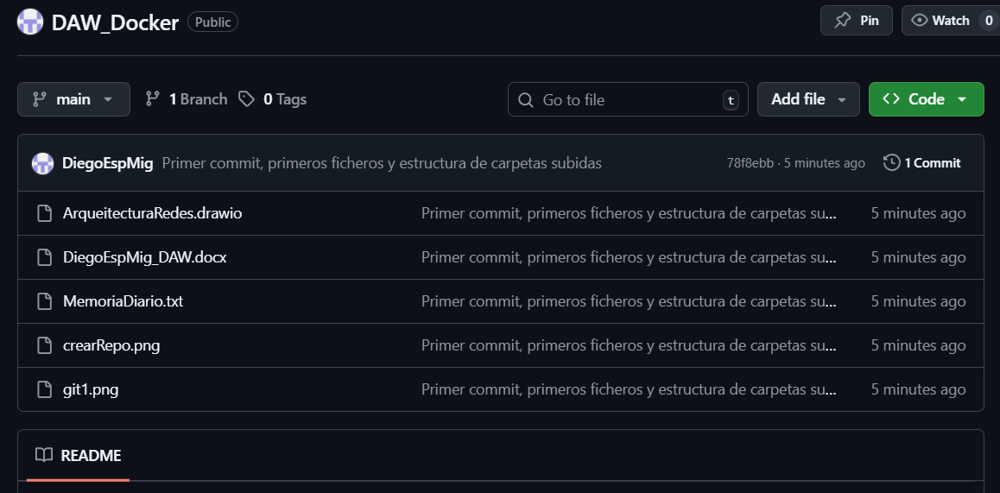 DAW_Docker Public Pin Watch 0
main 1 Branch 0 Tags Go to file t Add file Code
DiegoEspMig Primer commit, primeros ficheros y estructura de carpetas subidas 78f8ebb · 5 minutes ago 1 Commit
ArqueitecturaRedes.drawio Primer commit, primeros ficheros y estructura de carpetas su... 5 minutes ago
DiegoEspMig_DAW.docx Primer commit, primeros ficheros y estructura de carpetas su... 5 minutes ago
MemoriaDiario.txt Primer commit, primeros ficheros y estructura de carpetas su... 5 minutes ago
crearRepo.png Primer commit, primeros ficheros y estructura de carpetas su... 5 minutes ago
git1.png Primer commit, primeros ficheros y estructura de carpetas su... 5 minutes ago
README